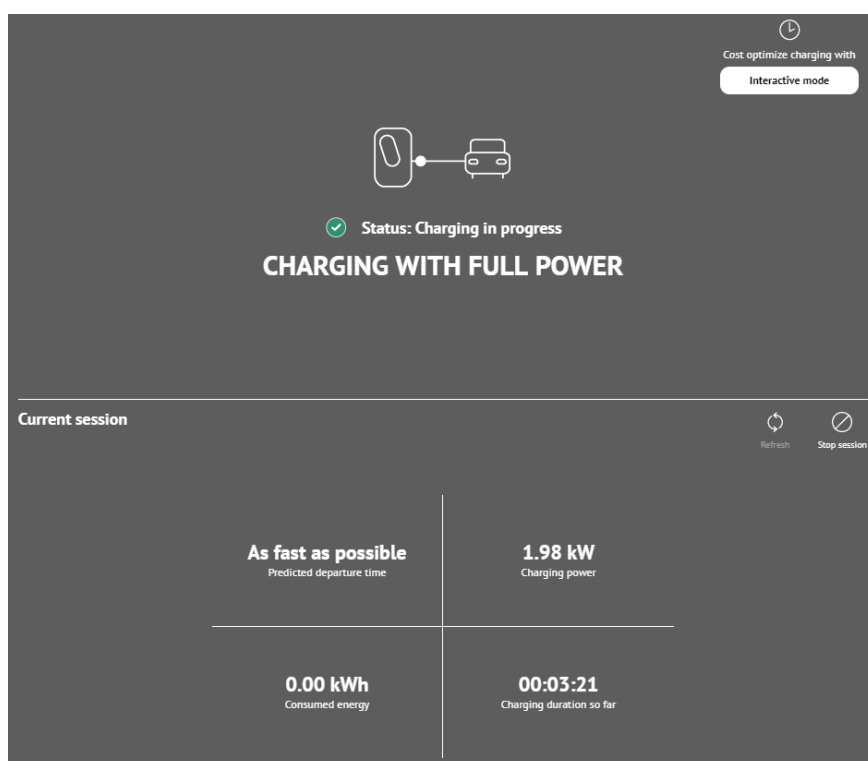 Cost optimize charging with
Interactive mode
Status: Charging in progress
CHARGING WITH FULL POWER
Current session
Refresh
Stop session
As fast as possible
Predicted departure time
1.98 kW
Charging power
0.00 kWh
Consumed energy
00:03:21
Charging duration so far